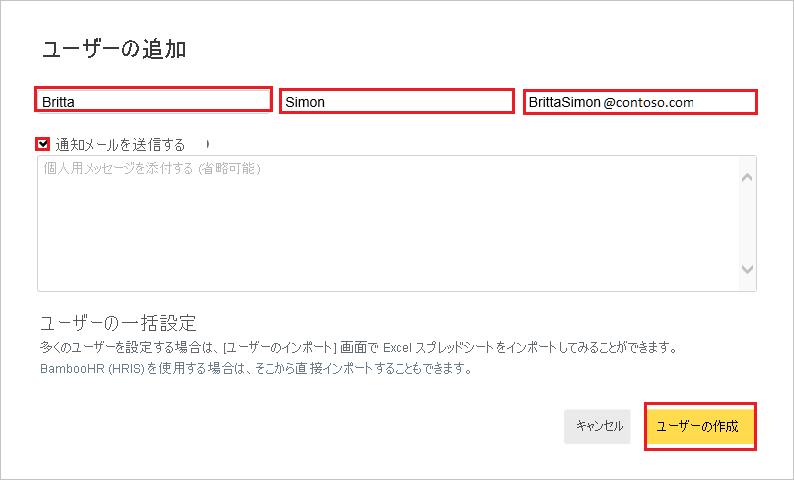 ユーザーの追加
Britta Simon BrittaSimon@contoso.com
通知メールを送信する
個人用メッセージを添付する (省略可能)
ユーザーの一括設定
多くのユーザーを設定する場合は、[ユーザーのインポート] 画面で Excel スプレッドシートをインポートしてみることができます。
BambooHR (HRIS) を使用する場合は、そこから直接インポートすることもできます。
キャンセル ユーザーの作成